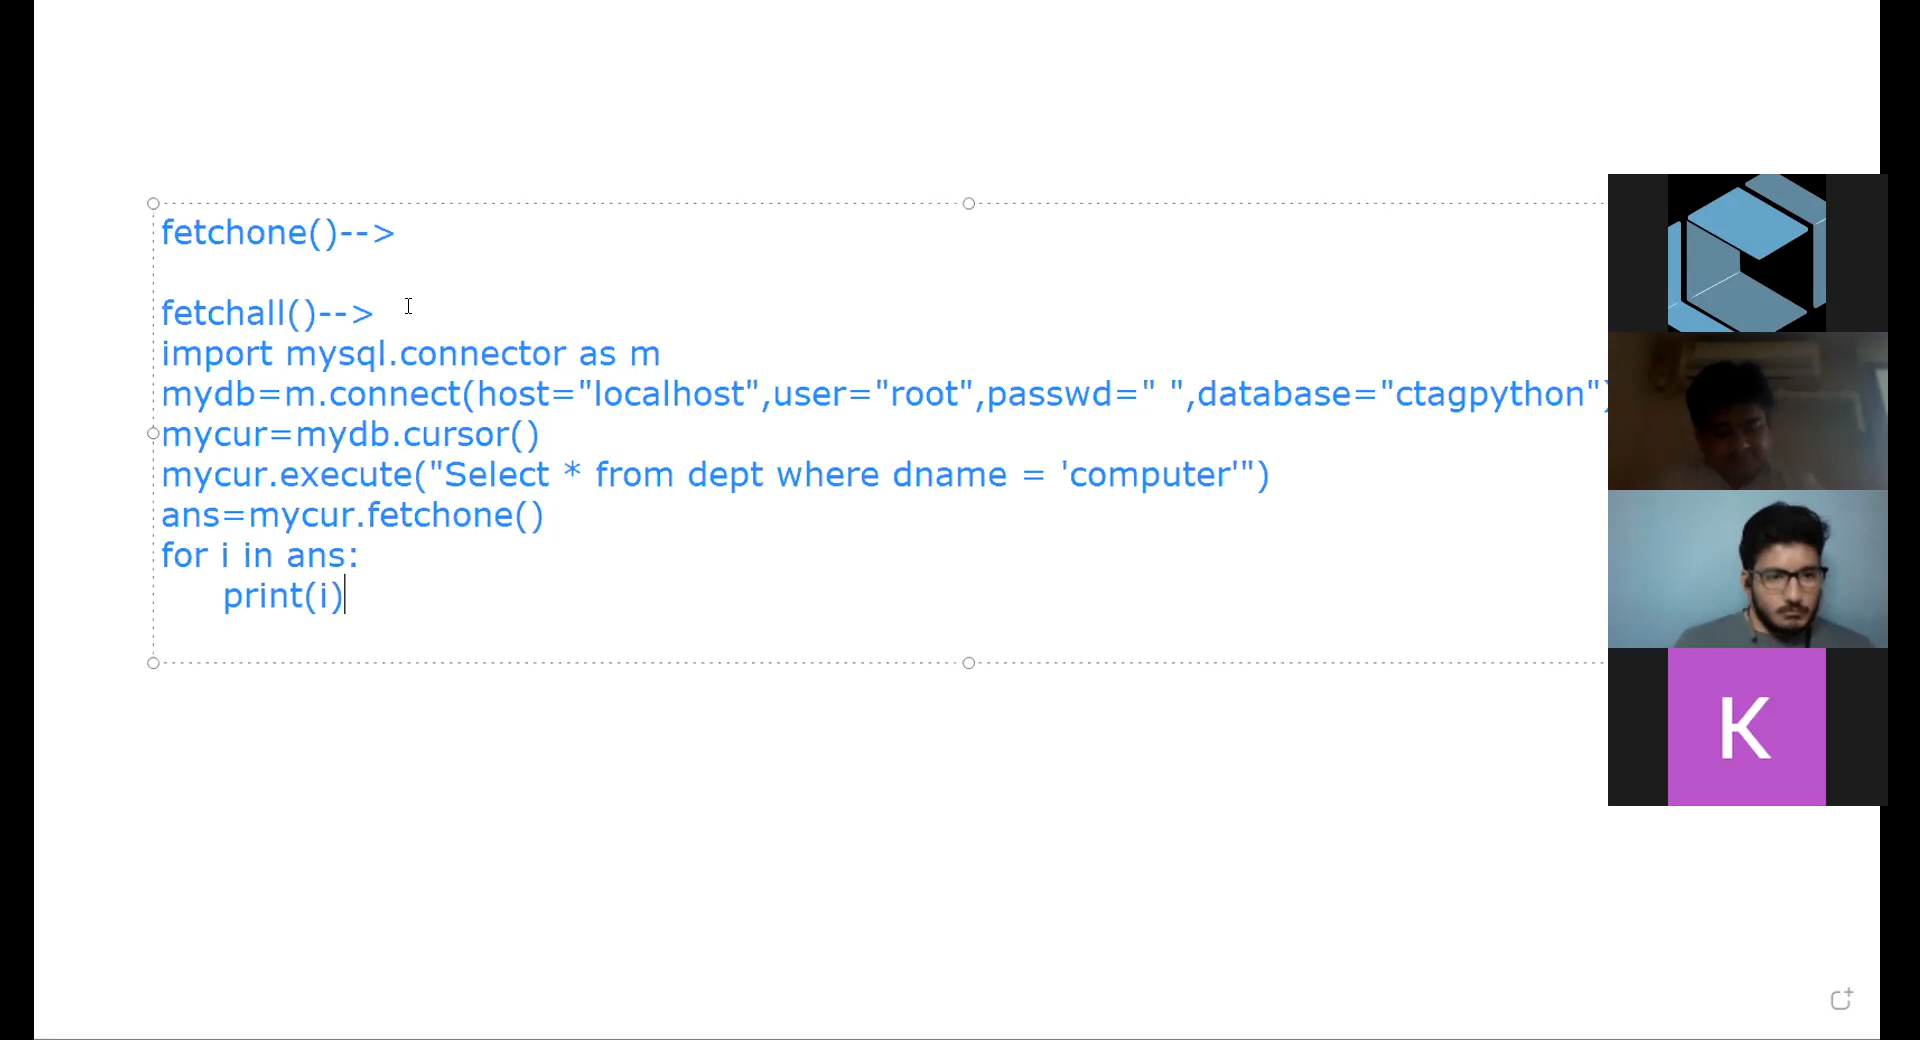 fetchone()-->
fetchall()-->
import mysql.connector as m
mydb=m.connect(host="localhost",user="root",passwd=" ",database="ctagpython")
mycur=mydb.cursor()
mycur.execute("Select * from dept where dname = 'computer'")
ans=mycur.fetchone()
for i in ans:
print(i)
K